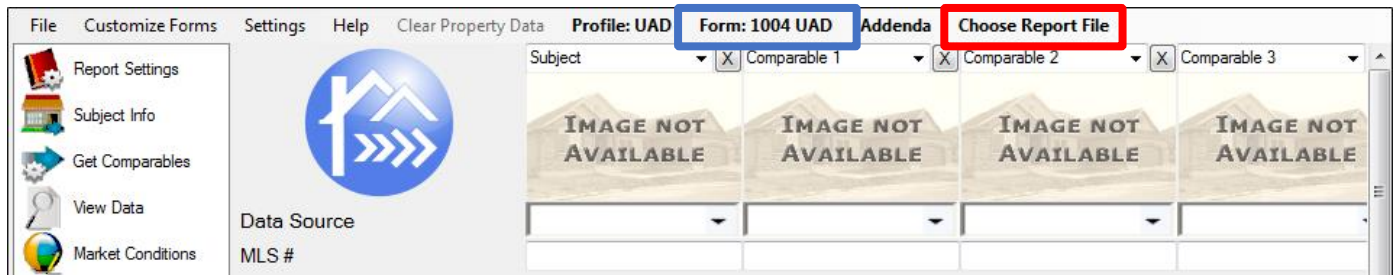 File Customize Forms Settings Help Clear Property Data Profile: UAD Form: 1004 UAD Addenda Choose Report File
Report Settings
Subject Info
Get Comparables
View Data
Market Conditions
Subject X Comparable 1 X Comparable 2 X Comparable 3
IMAGE NOT AVAILABLE IMAGE NOT AVAILABLE IMAGE NOT AVAILABLE IMAGE NOT AVAILABLE
Data Source
MLS #